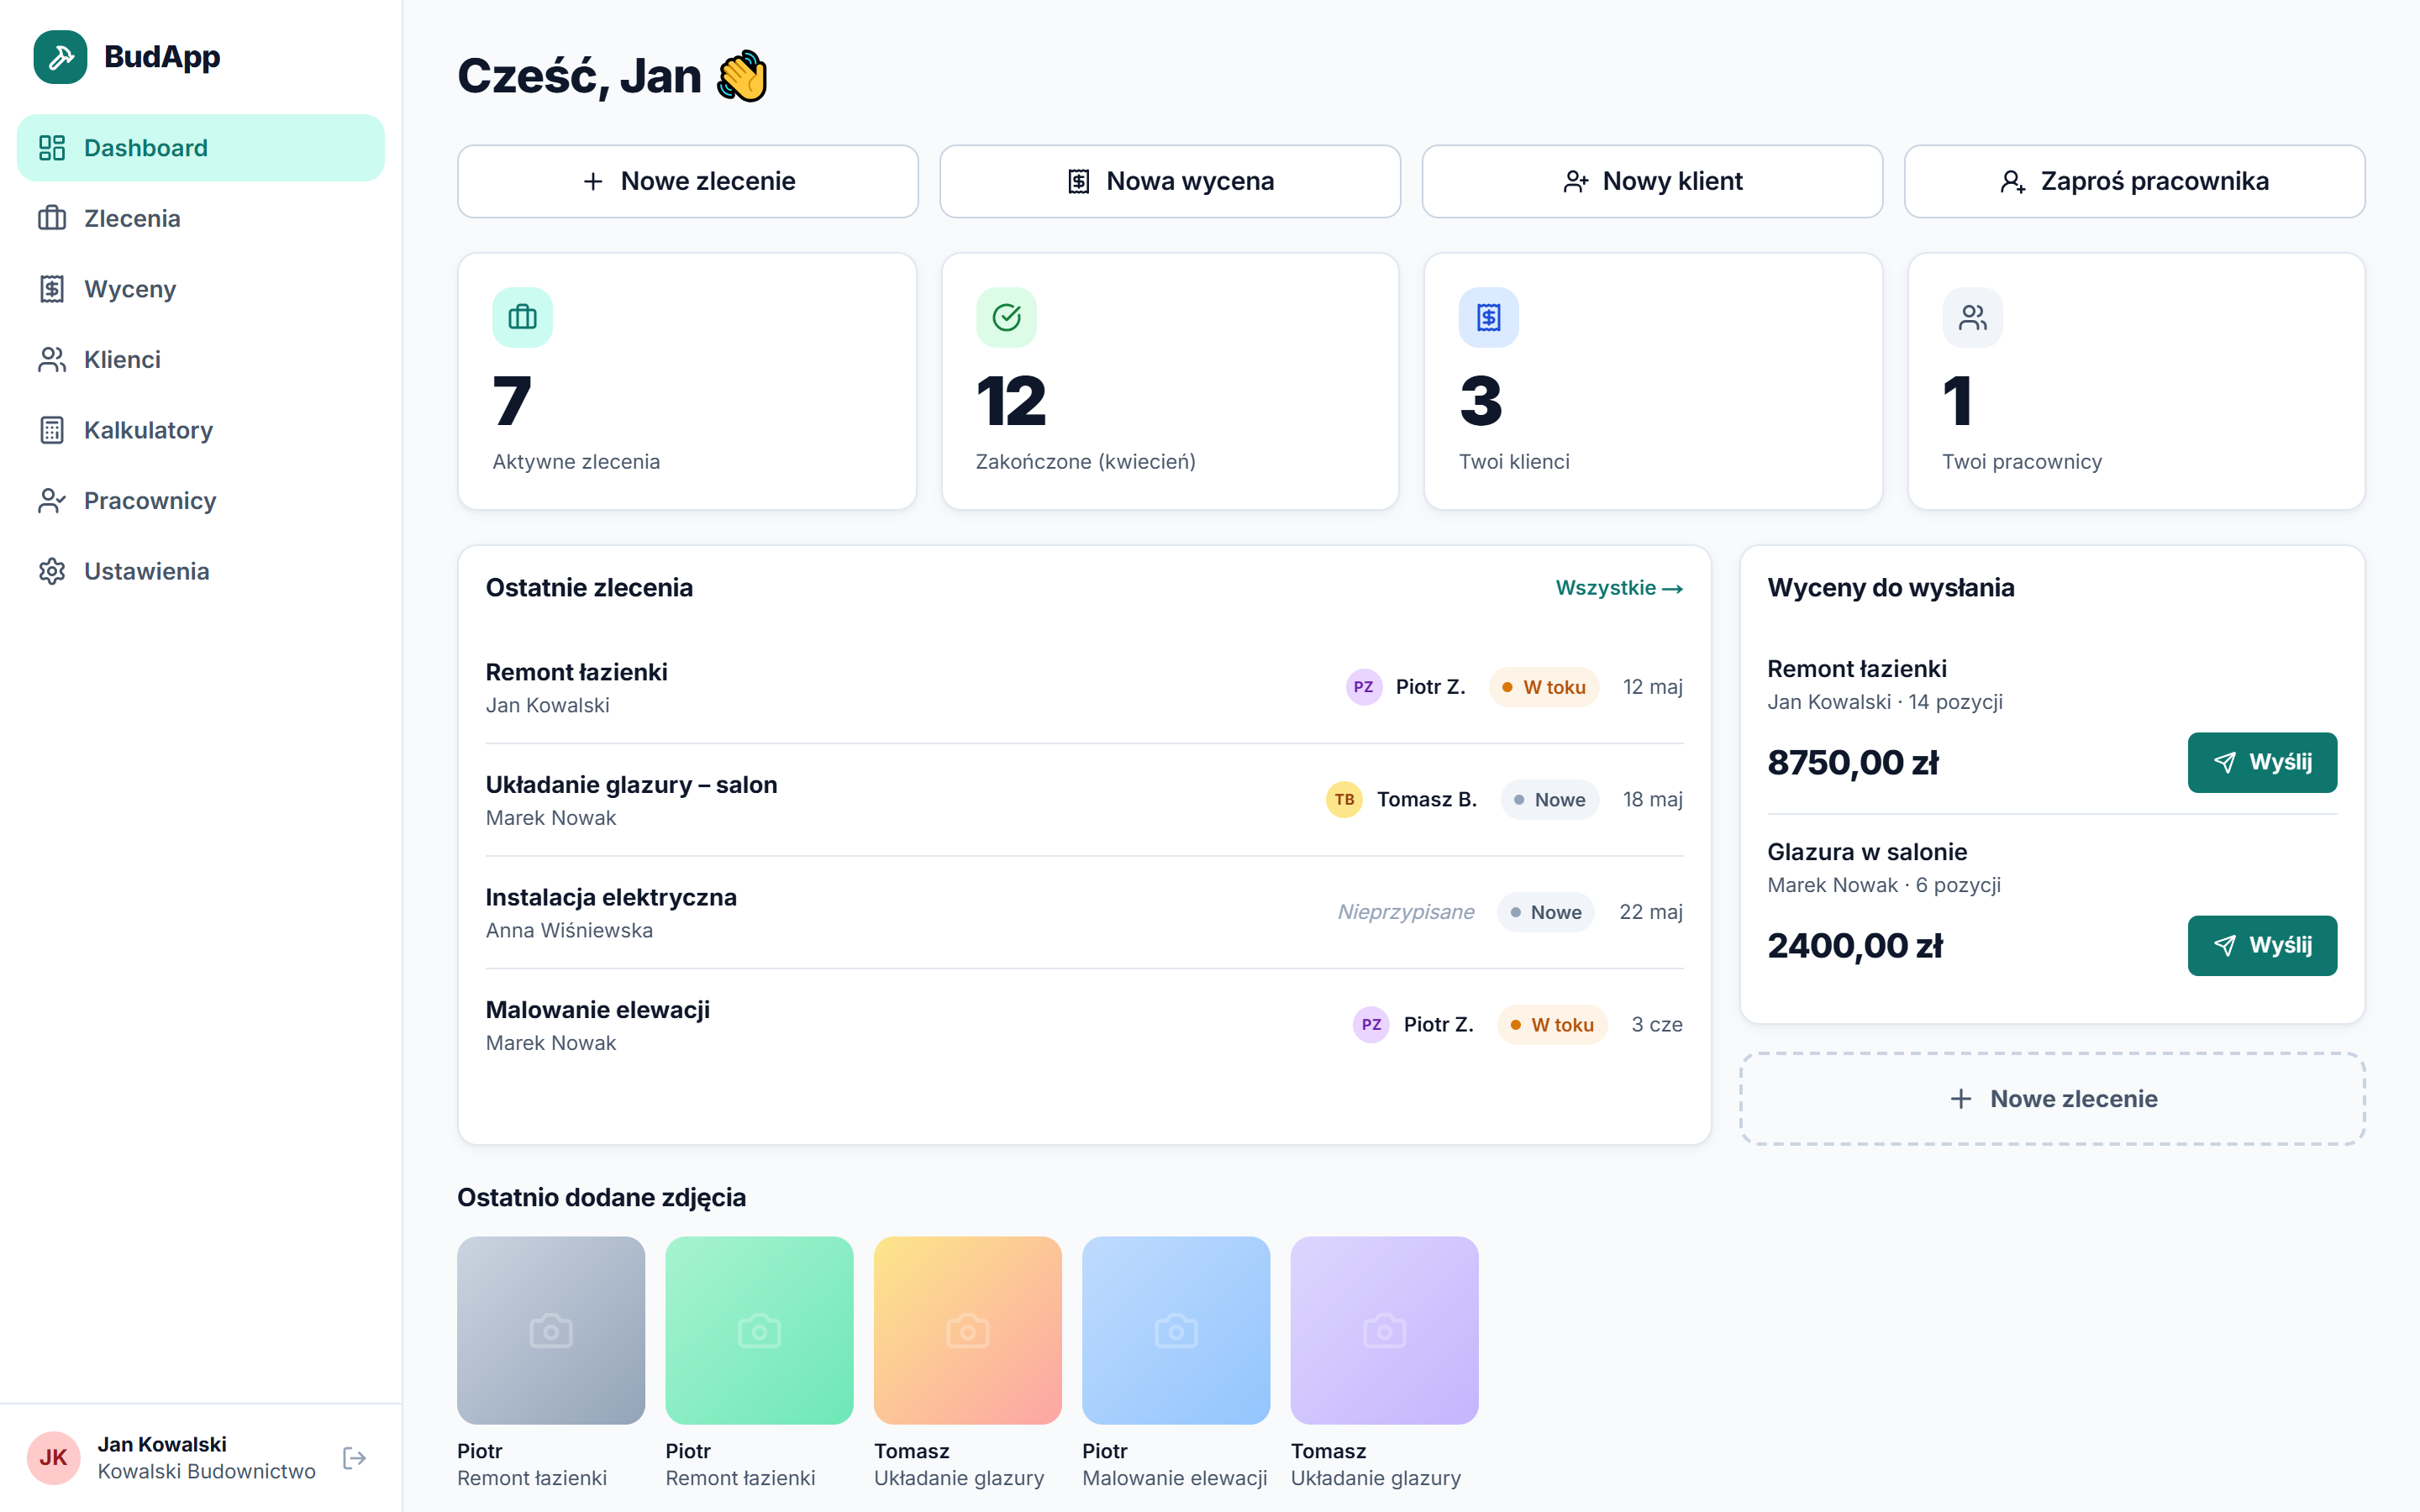 BudApp
Dashboard
Zlecenia
Wyceny
Klienci
Kalkulatory
Pracownicy
Ustawienia
JK
Jan Kowalski
Kowalski Budownictwo
Cześć, Jan 👋
Nowe zlecenie
Nowa wycena
Nowy klient
Zaproś pracownika
7
Aktywne zlecenia
12
Zakończone (kwiecień)
3
Twoi klienci
1
Twoi pracownicy
Ostatnie zlecenia
Wszystkie →
Remont łazienki
Jan Kowalski
PZ Piotr Z. W toku 12 maj
Układanie glazury – salon
Marek Nowak
TB Tomasz B. Nowe 18 maj
Instalacja elektryczna
Anna Wiśniewska
Nieprzypisane Nowe 22 maj
Malowanie elewacji
Marek Nowak
PZ Piotr Z. W toku 3 cze
Wyceny do wysłania
Remont łazienki
Jan Kowalski · 14 pozycji
8750,00 zł Wyślij
Glazura w salonie
Marek Nowak · 6 pozycji
2400,00 zł Wyślij
Nowe zlecenie
Ostatnio dodane zdjęcia
Piotr
Remont łazienki
Piotr
Remont łazienki
Tomasz
Układanie glazury
Piotr
Malowanie elewacji
Tomasz
Układanie glazury